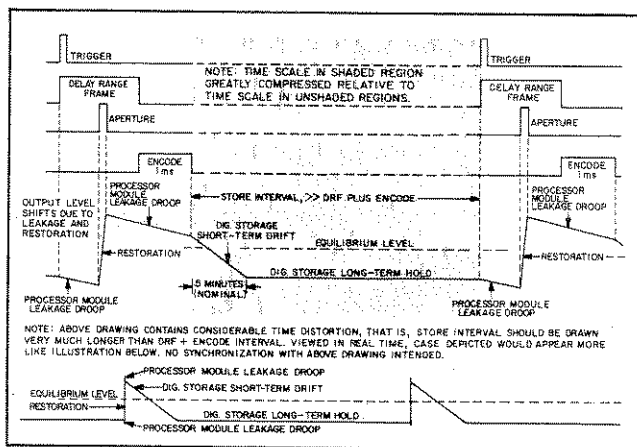 TRIGGER
TRIGGER
DELAY RANGE
FRAME
NOTE: TIME SCALE IN SHADED REGION
GREATLY COMPRESSED RELATIVE TO
TIME SCALE IN UNSHADED REGIONS.
DELAY RANGE
FRAME
APERTURE
APERTURE
ENCODE
1ms
ENCODE
1ms
PROCESSOR
MODULE
LEAKAGE DROOP
STORE INTERVAL, >> DRF PLUS ENCODE
PROCESSOR
MODULE
LEAKAGE DROOP
OUTPUT LEVEL
SHIFTS DUE TO
LEAKAGE AND
RESTORATION
DIG. STORAGE
SHORT-TERM DRIFT
EQUILIBRIUM LEVEL
RESTORATION
RESTORATION
DIG. STORAGE LONG-TERM HOLD
5 MINUTES
(NOMINAL)
PROCESSOR MODULE
LEAKAGE DROOP
PROCESSOR MODULE
LEAKAGE DROOP
NOTE: ABOVE DRAWING CONTAINS CONSIDERABLE TIME DISTORTION, THAT IS, STORE INTERVAL SHOULD BE DRAWN
VERY MUCH LONGER THAN DRF + ENCODE INTERVAL. VIEWED IN REAL TIME, CASE DEPICTED WOULD APPEAR MORE
LIKE ILLUSTRATION BELOW. NO SYNCHRONIZATION WITH ABOVE DRAWING INTENDED.
PROCESSOR MODULE LEAKAGE DROOP
EQUILIBRIUM LEVEL
DIG. STORAGE SHORT-TERM DRIFT
RESTORATION
DIG. STORAGE LONG-TERM HOLD
PROCESSOR MODULE LEAKAGE DROOP